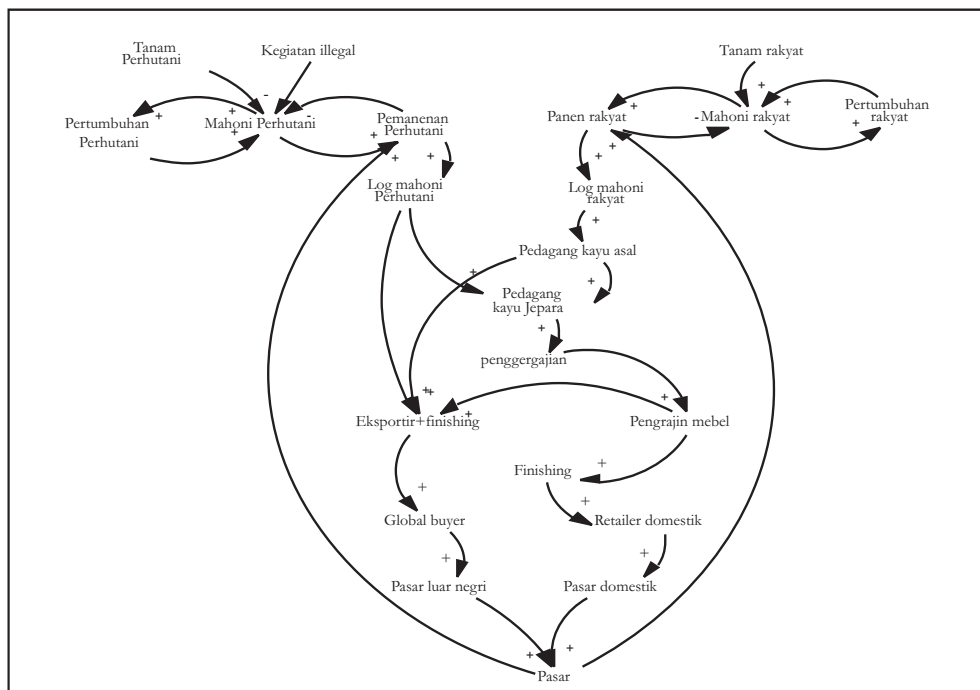 Tanam
Perhutani
Kegiatan illegal
Tanam rakyat
-
+
+
+
+
Pertumbuhan
Perhutani
+
+
Mahoni Perhutani
-
+
Pemanenan
Perhutani
Panen rakyat
-Mahoni rakyat
Pertumbuhan
rakyat
+
+
+
+
+
+
Log mahoni
Perhutani
Log mahoni
rakyat
+
Pedagang kayu asal
+
+
Pedagang
kayu Jepara
+
penggergajian
++
+
+
Eksportir+finishing
Pengrajin mebel
Finishing
+
+
+
Global buyer
Retailer domestik
+
+
Pasar luar negri
Pasar domestik
+
+
Pasar